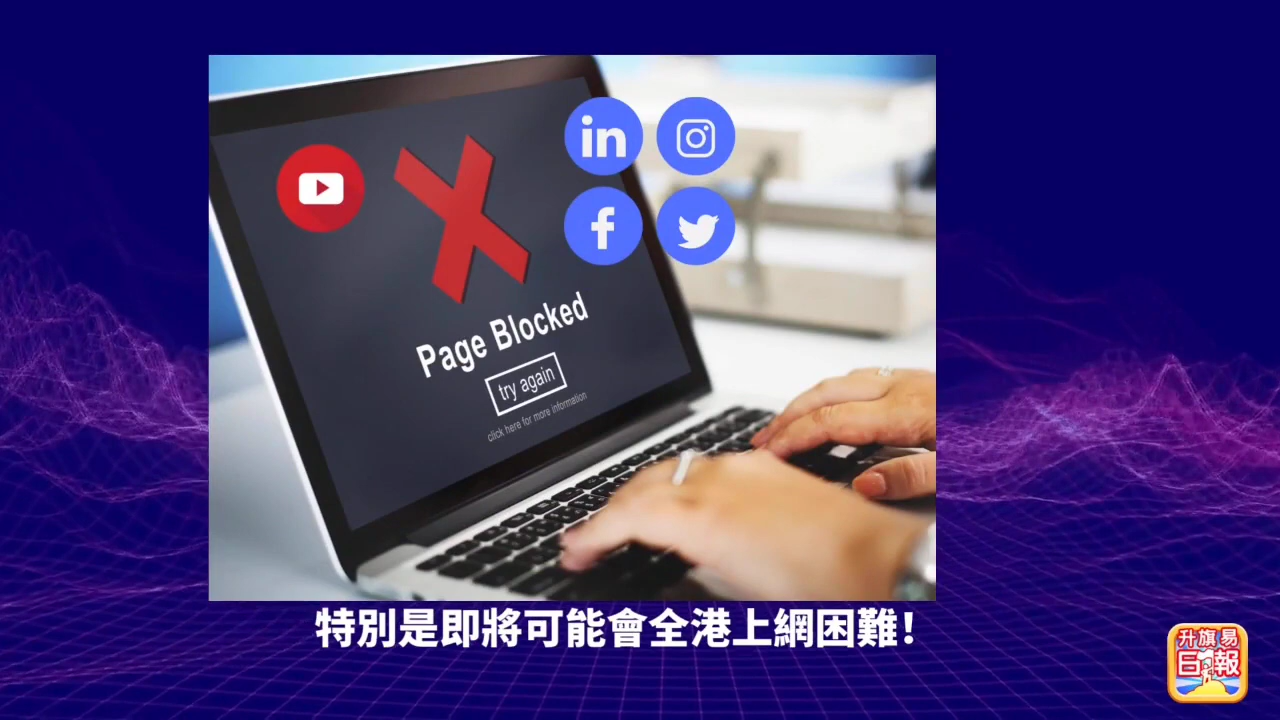 in
f
Page Blocked
try again
click here for more information
特別是即將可能會全港上網困難!
升旗易
日報